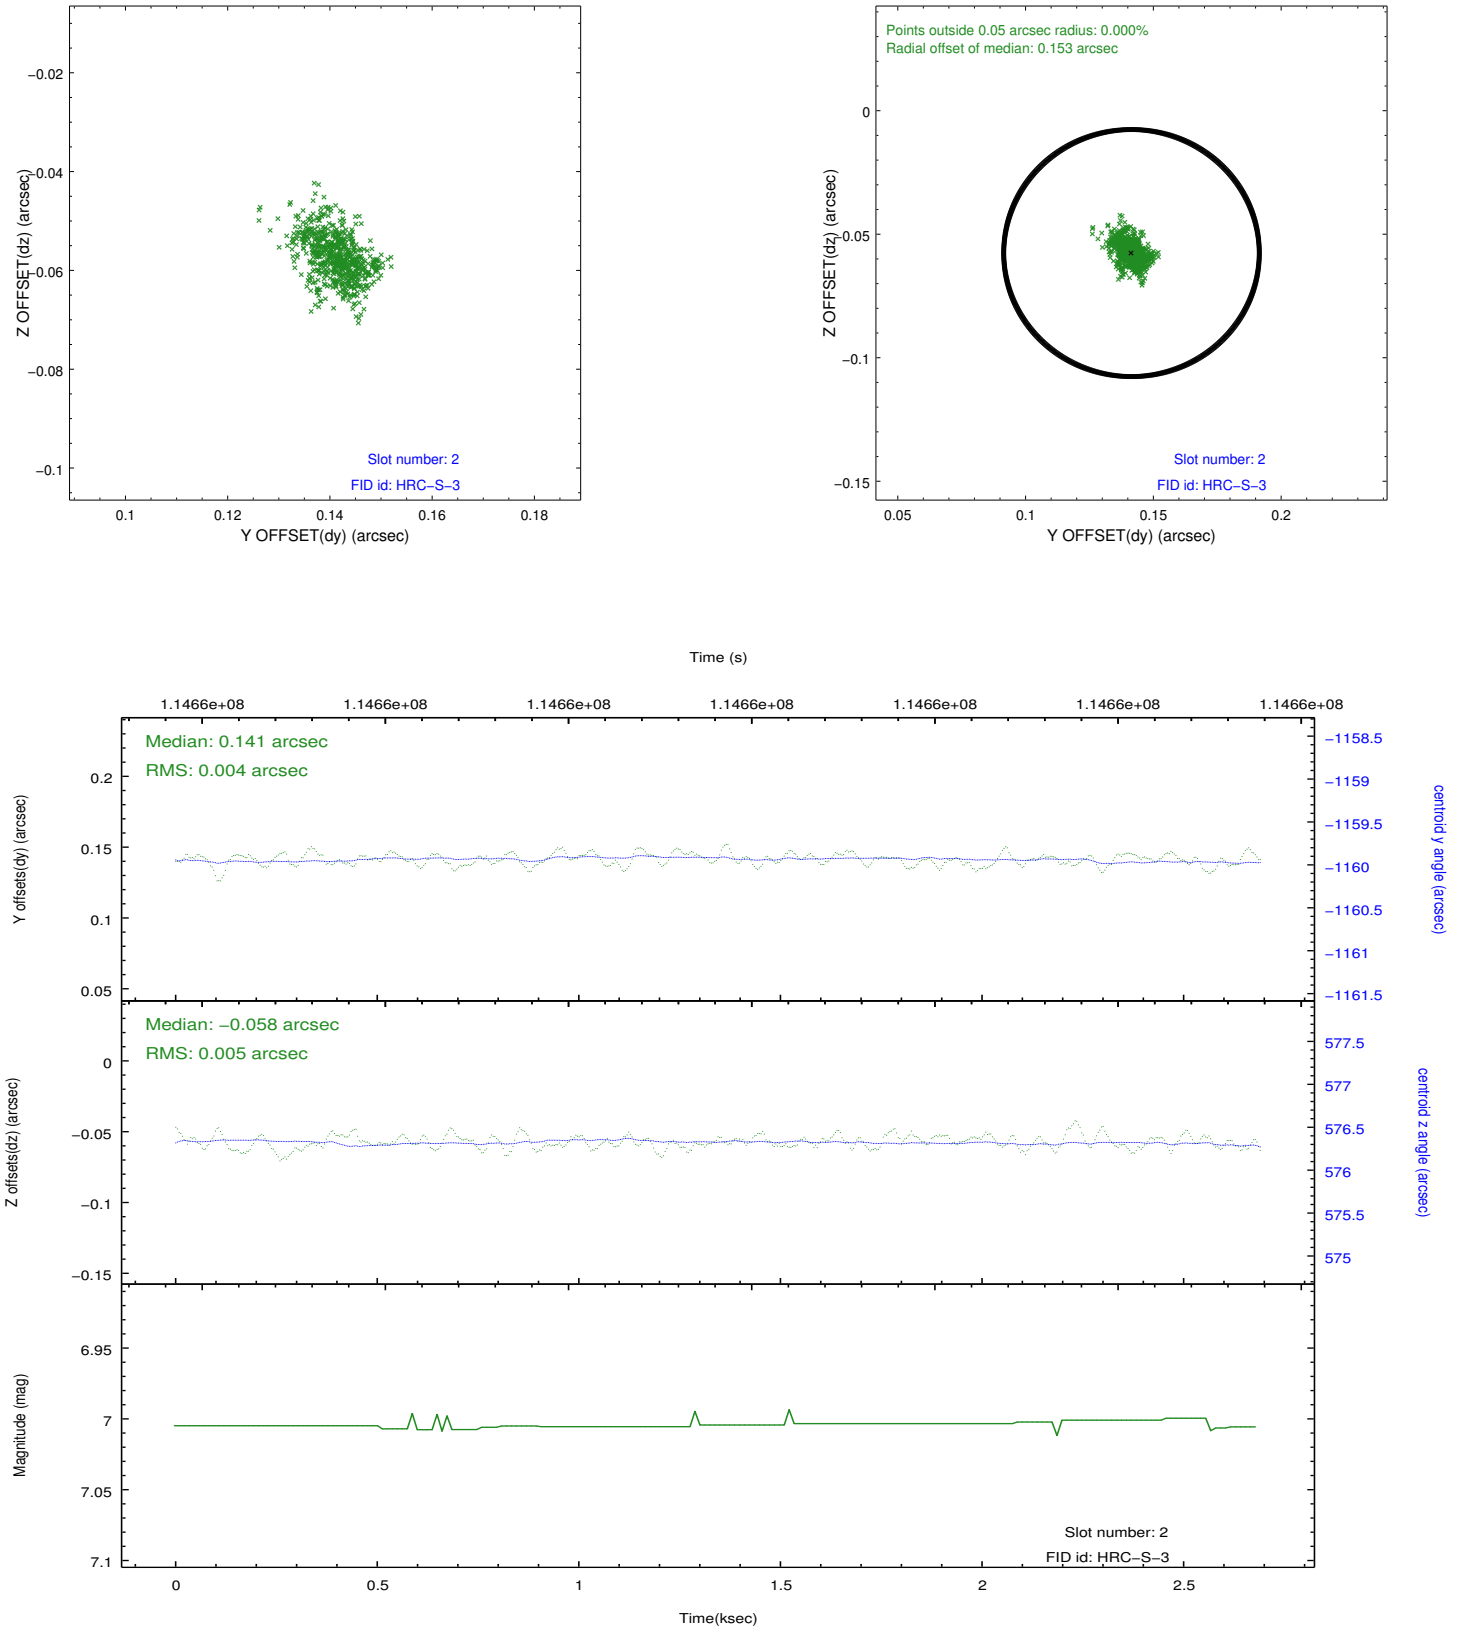 −0.02
−0.04
−0.06
−0.08
−0.1
Z OFFSET(dz) (arcsec)
Slot number: 2
FID id: HRC−S−3
0.1
0.12
0.14
0.16
0.18
Y OFFSET(dy) (arcsec)
Points outside 0.05 arcsec radius: 0.000%
Radial offset of median: 0.153 arcsec
0
−0.05
−0.1
−0.15
Z OFFSET(dz) (arcsec)
Slot number: 2
FID id: HRC−S−3
0.05
0.1
0.15
0.2
Y OFFSET(dy) (arcsec)
Time (s)
1.1466e+08
1.1466e+08
1.1466e+08
1.1466e+08
1.1466e+08
1.1466e+08
1.1466e+08
Median: 0.141 arcsec
RMS: 0.004 arcsec
0.2
0.15
0.1
0.05
Y offsets(dy) (arcsec)
−1158.5
−1159
−1159.5
−1160
−1160.5
−1161
−1161.5
centroid y angle (arcsec)
Median: −0.058 arcsec
RMS: 0.005 arcsec
0
−0.05
−0.1
−0.15
Z offsets(dz) (arcsec)
577.5
577
576.5
576
575.5
575
centroid z angle (arcsec)
6.95
7
7.05
7.1
Magnitude (mag)
Slot number: 2
FID id: HRC−S−3
0
0.5
1
1.5
2
2.5
Time(ksec)